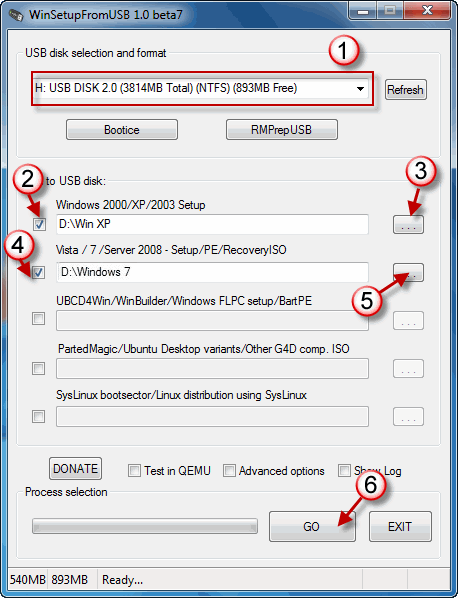 WinSetupFromUSB 1.0 beta7
USB disk selection and format
1
H: USB DISK 2.0 (3814MB Total) (NTFS) (893MB Free)
Refresh
Bootice
RMPrepUSB
to USB disk:
2
3
Windows 2000/XP/2003 Setup
D:\Win XP
...
4
Vista / 7 /Server 2008 - Setup/PE/RecoveryISO
D:\Windows 7
...
5
UBCD4Win/WinBuilder/Windows FLPC setup/BartPE
...
PartedMagic/Ubuntu Desktop variants/Other G4D comp. ISO
...
SysLinux bootsector/Linux distribution using SysLinux
...
DONATE
Test in QEMU
Advanced options
Show Log
6
Process selection
GO
EXIT
540MB 893MB Ready...